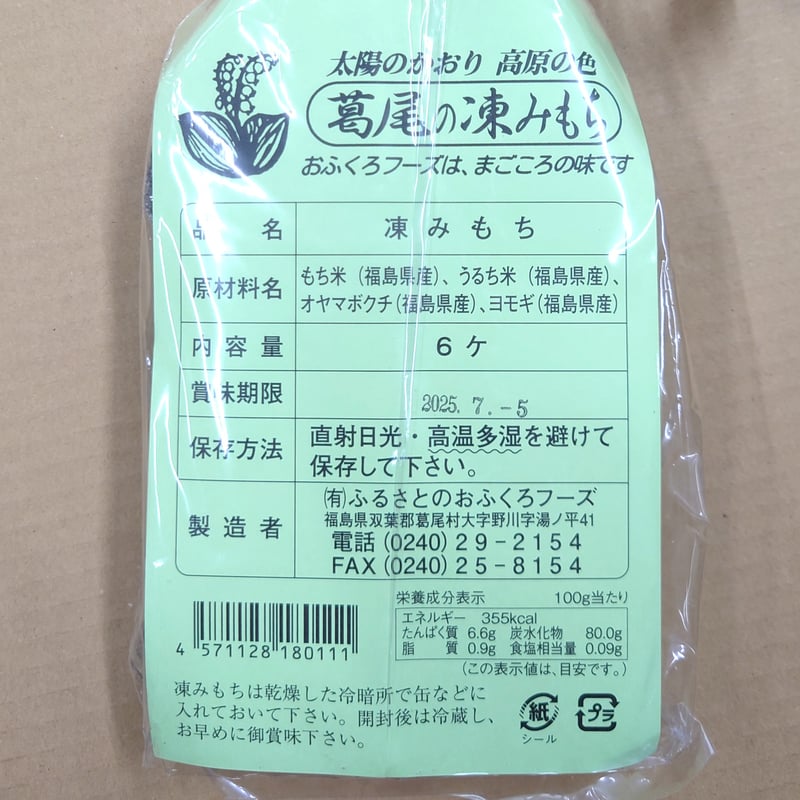 太陽のかおり 高原の色
葛尾の凍みもち
おふくろフーズは、まごころの味です
品名 凍みもち
原材料名 もち米(福島県産)、うるち米(福島県産)、
オヤマボクチ(福島県産)、ヨモギ(福島県産)
内容量 6ケ
賞味期限 2025. 7. -5
保存方法 直射日光・高温多湿を避けて
保存して下さい。
製造者 (有)ふるさとのおふくろフーズ
福島県双葉郡葛尾村大字野川字湯ノ平41
電話(0240)29-2154
FAX(0240)25-8154
栄養成分表示 100g当たり
エネルギー 355kcal
たんぱく質 6.6g 炭水化物 80.0g
脂質 0.9g 食塩相当量 0.09g
(この表示値は、目安です。)
4 571128 180111
凍みもちは乾燥した冷暗所で缶などに
入れておいて下さい。開封後は冷蔵し、
お早めに御賞味下さい。
紙
シール
プラ